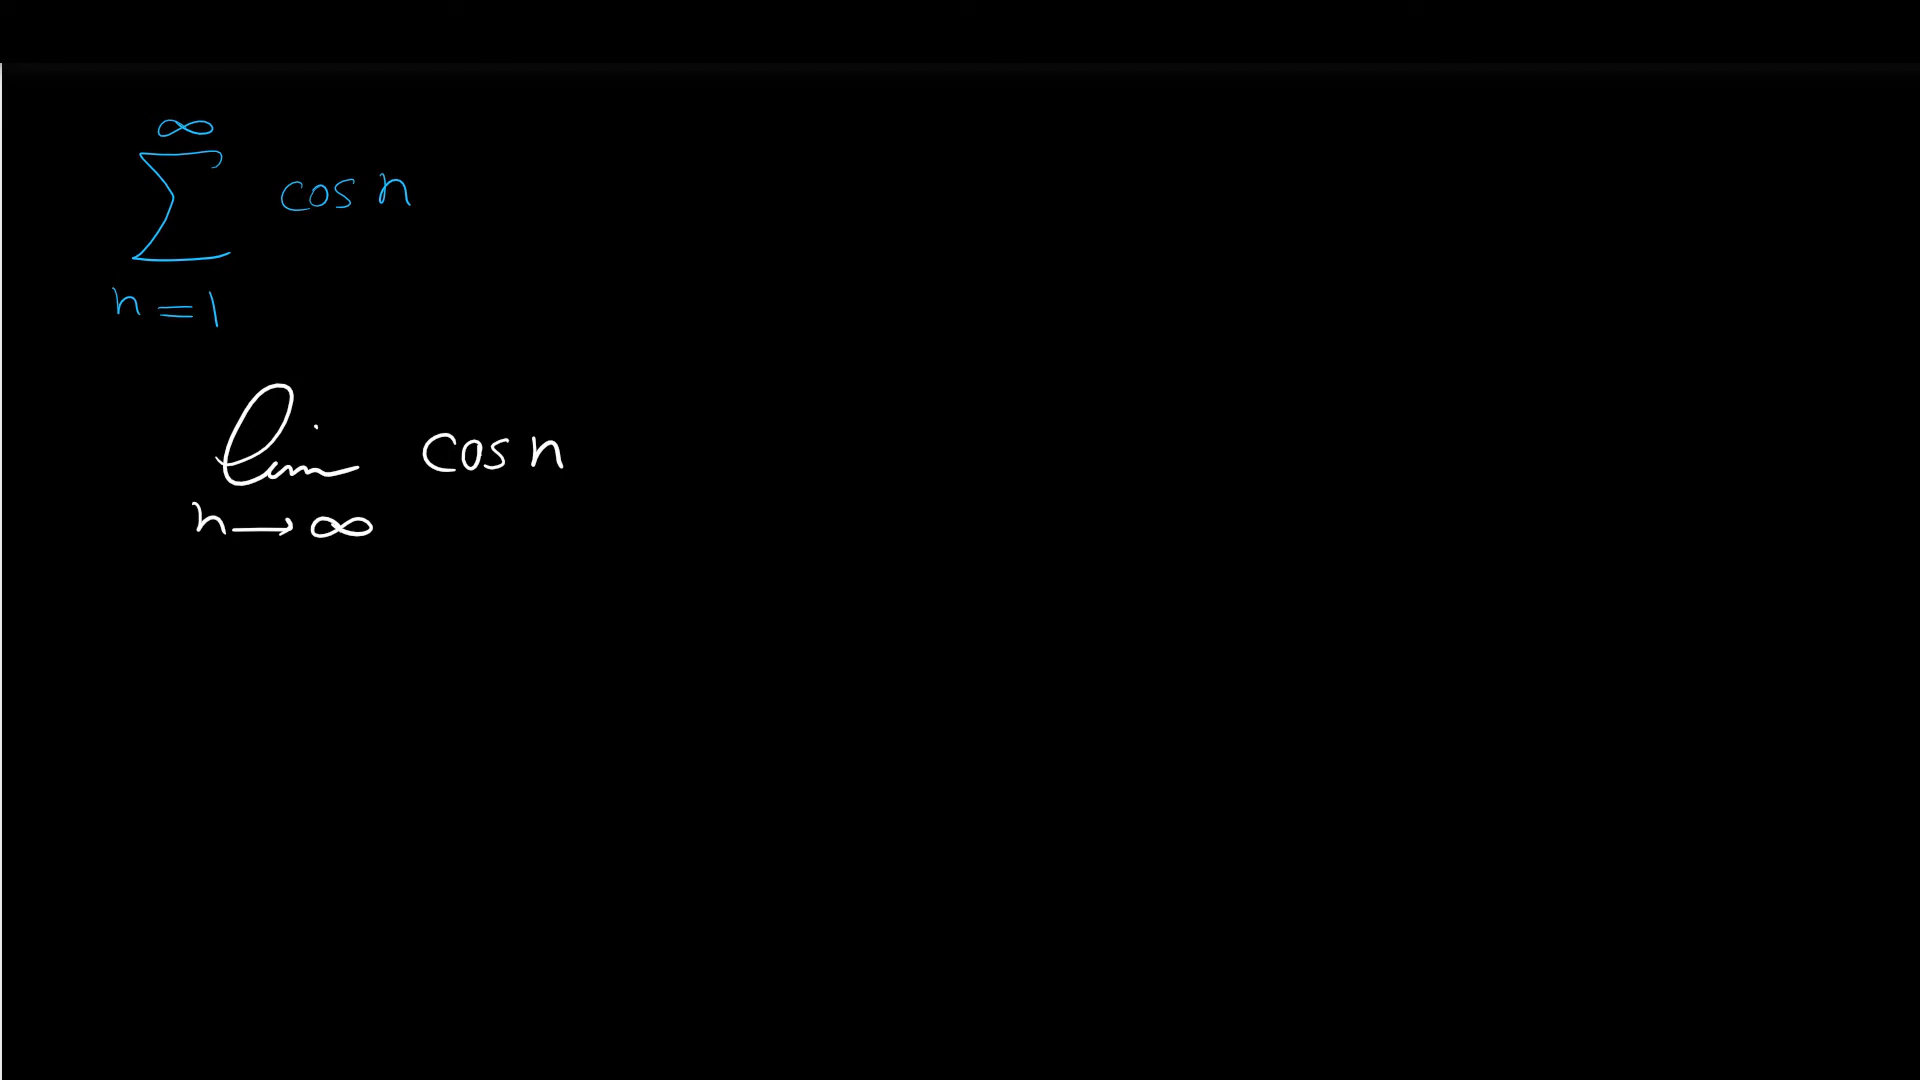 ∞
∑ cos n
n = 1
lim cos n
n → ∞